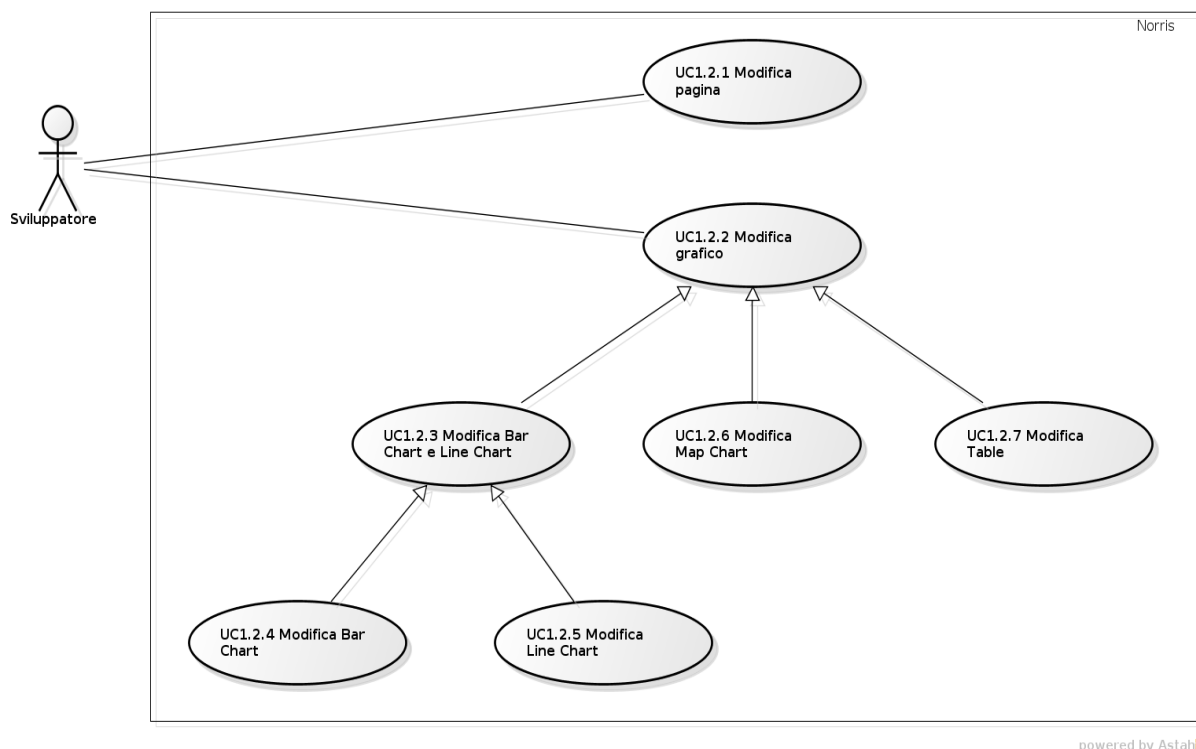 Norris
UC1.2.1 Modifica
pagina
Sviluppatore
UC1.2.2 Modifica
grafico
UC1.2.3 Modifica Bar
Chart e Line Chart
UC1.2.6 Modifica
Map Chart
UC1.2.7 Modifica
Table
UC1.2.4 Modifica Bar
Chart
UC1.2.5 Modifica
Line Chart
powered by Astah